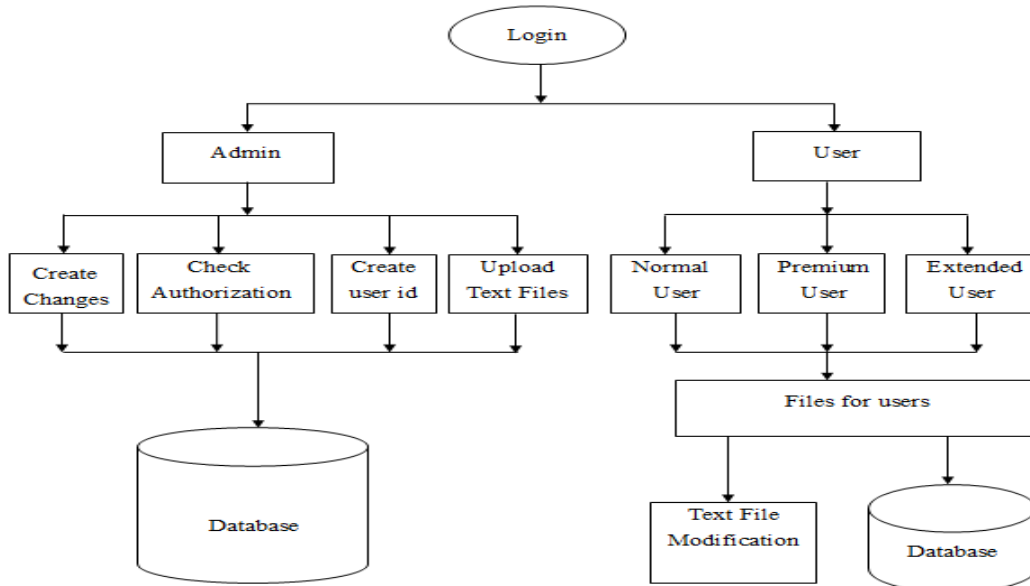 Login
Admin
User
Create
Changes
Check
Authorization
Create
user id
Upload
Text Files
Normal
User
Premium
User
Extended
User
Files for users
Database
Text File
Modification
Database